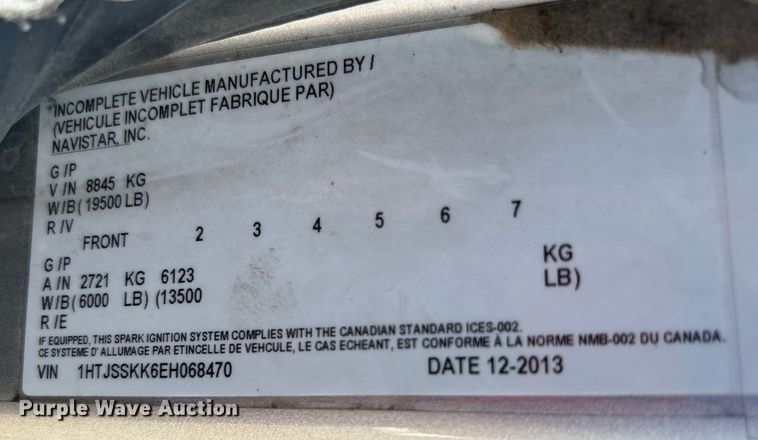 INCOMPLETE VEHICLE MANUFACTURED BY /
(VEHICULE INCOMPLET FABRIQUE PAR)
NAVISTAR, INC.
G /P
V /N 8845 KG
W/B (19500 LB)
R /V
FRONT 2 3 4 5 6 7
G /P
A /N 2721 KG 6123 KG
W/B (6000 LB) (13500 LB)
R /E
IF EQUIPPED, THIS SPARK IGNITION SYSTEM COMPLIES WITH THE CANADIAN STANDARD ICES-002.
CE SYSTEME D' ALLUMAGE PAR ETINCELLE DE VEHCULE, LE CAS ECHEANT, EST CONFORME À LA NORME NMB-002 DU CANADA.
VIN 1HTJSSKK6EH068470 DATE 12-2013
Purple Wave Auction